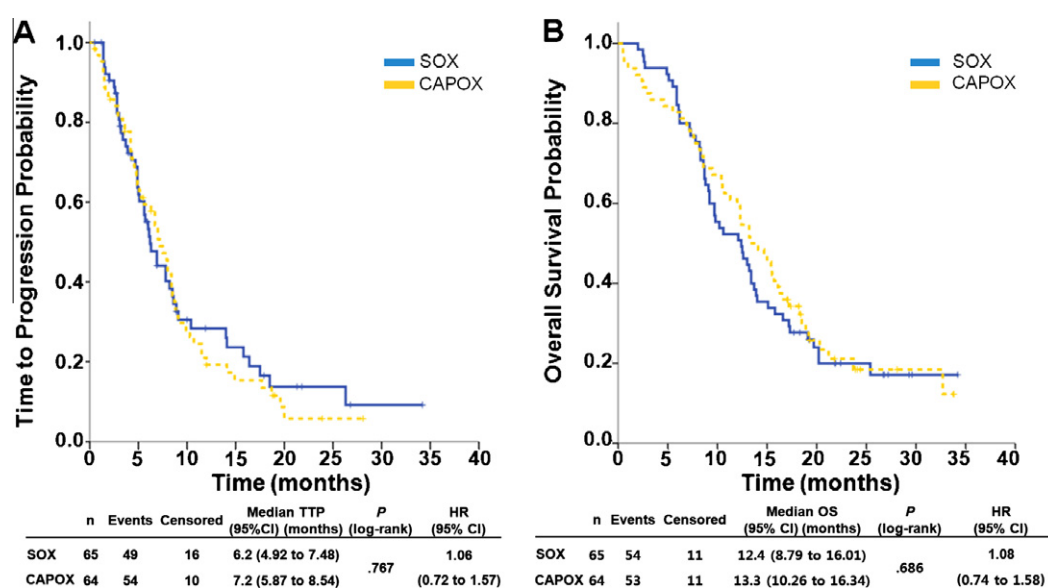 A
Time to Progression Probability
1.0
0.8
0.6
0.4
0.2
0.0
SOX
CAPOX
0 5 10 15 20 25 30 35 40
Time (months)
n Events Censored Median TTP (95%CI) (months) P (log-rank) HR (95% CI)
SOX 65 49 16 6.2 (4.92 to 7.48) .767 1.06
CAPOX 64 54 10 7.2 (5.87 to 8.54) (0.72 to 1.57)
B
Overall Survival Probability
1.0
0.8
0.6
0.4
0.2
0.0
SOX
CAPOX
0 5 10 15 20 25 30 35 40
Time (months)
n Events Censored Median OS (95% CI) (months) P (log-rank) HR (95% CI)
SOX 65 54 11 12.4 (8.79 to 16.01) .686 1.08
CAPOX 64 53 11 13.3 (10.26 to 16.34) (0.74 to 1.58)